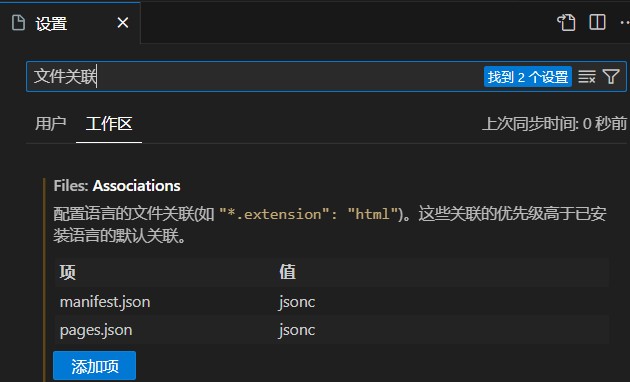 设置
文件关联
找到 2 个设置
用户 工作区 上次同步时间: 0 秒前
Files: Associations
配置语言的文件关联(如 "*.extension": "html")。这些关联的优先级高于已安
装语言的默认关联。
项 值
manifest.json jsonc
pages.json jsonc
添加项